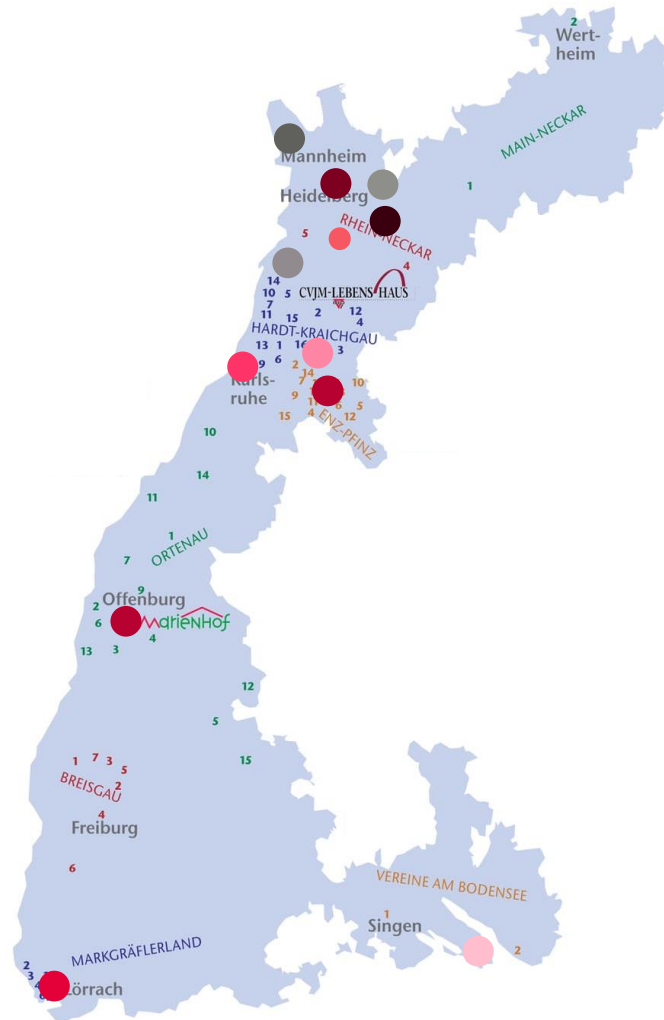 2
Wert-
heim
MAIN-NECKAR
1
Mannheim
Heidelberg
RHEIN-NECKAR
5
4
14
CVJM-LEBENSHAUS
10
5
7
2
12
11
15
4
HARDT-KRAICHGAU
13
1
16
3
6
9
2
14
Karls-
ruhe
7
10
9
11
6
5
15
4
12
ENZ-PFINZ
10
14
11
1
ORTENAU
7
9
Offenburg
2
6
marienhof
4
13
3
12
5
15
1
7
3
5
BREISGAU
2
4
Freiburg
6
VEREINE AM BODENSEE
1
Singen
2
MARKGRÄFLERLAND
2
3
4
Lörrach